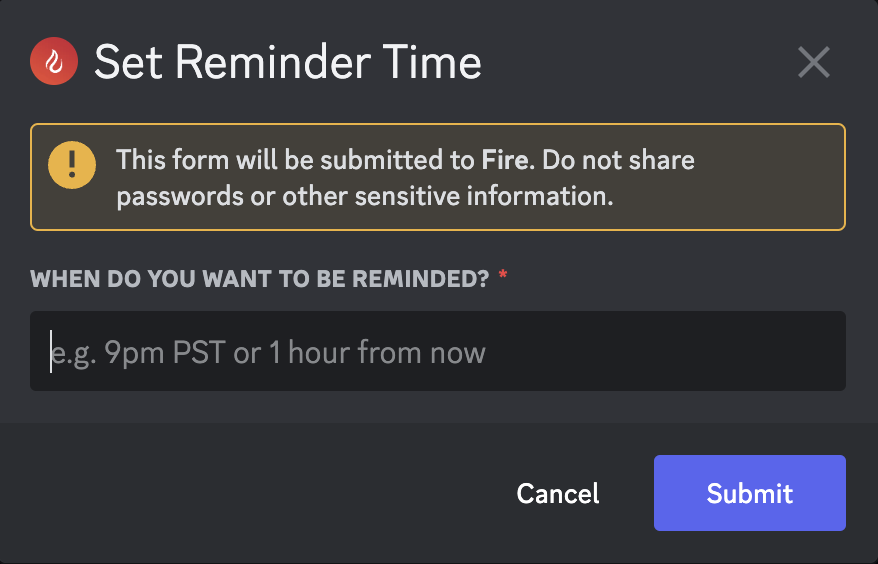 Set Reminder Time
This form will be submitted to Fire. Do not share
passwords or other sensitive information.
WHEN DO YOU WANT TO BE REMINDED? *
e.g. 9pm PST or 1 hour from now
Cancel
Submit